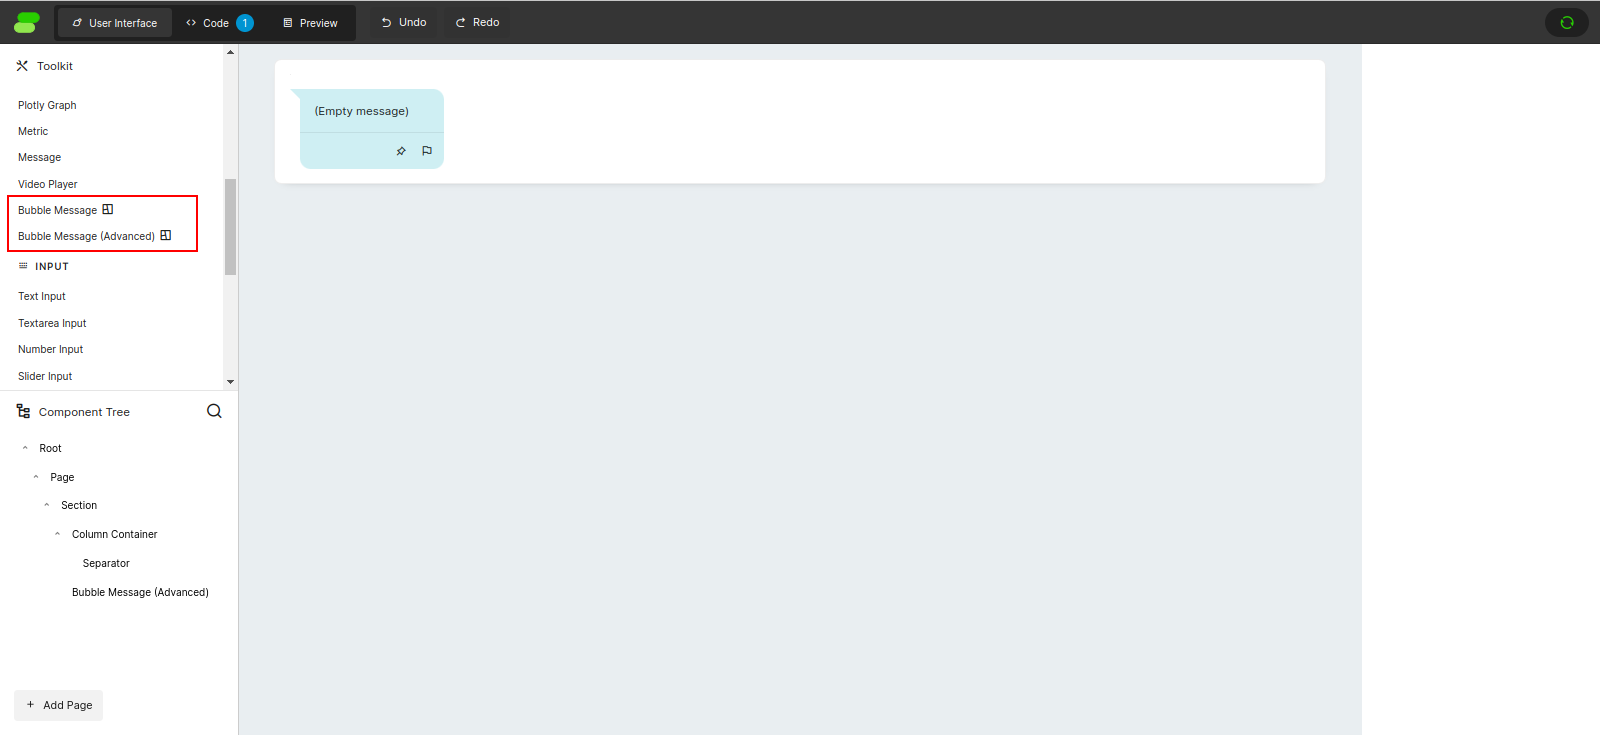 User Interface
Code 1
Preview
Undo
Redo
Toolkit
Plotly Graph
Metric
Message
Video Player
Bubble Message
Bubble Message (Advanced)
INPUT
Text Input
Textarea Input
Number Input
Slider Input
Component Tree
Root
Page
Section
Column Container
Separator
Bubble Message (Advanced)
+ Add Page
(Empty message)